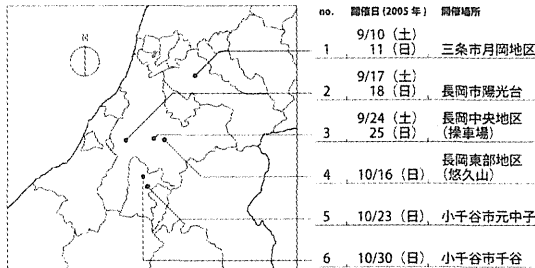 no. 開催日(2005年) 開催場所
N
9/10（土）
1 11（日） 三条市月岡地区
9/17（土）
2 18（日） 長岡市陽光台
9/24（土） 長岡中央地区
3 25（日） (操車場)
長岡東部地区
4 10/16（日） (悠久山)
5 10/23（日） 小千谷市元中子
6 10/30（日） 小千谷市千谷